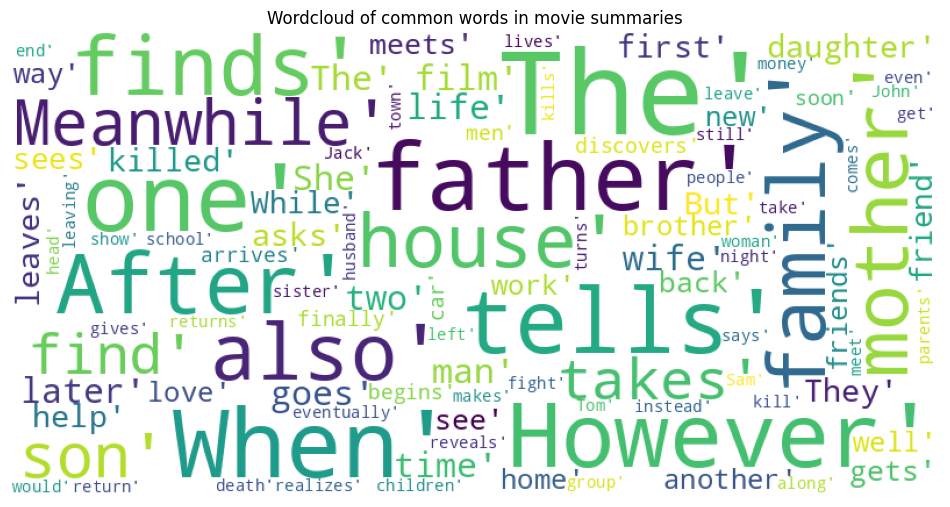 Wordcloud of common words in movie summaries
end' finds' meets' lives' first' daughter'
way' The' film' The' money' even'
Meanwhile' town' life' kills' new' leave' soon' John' get'
men' still'
sees' killed' Jack' father' discovers' family' mother' comes'
one' She' people'
leaves' leaving' While' But' take' friend'
head' show' school' asks' husband' house' turns' brother' woman'
arrives' wife' night' friends'
After' sister' two' car' work' back'
tells' parents'
gives' returns' finally' left' says' meet'
find' also' man' takes' Sam'
later' love' goes' begins' makes' fight' They'
help' eventually' see' Tom' instead' kill'
son' When' reveals' However' well'
time' gets'
would' return' death' realizes' children' home' group' another' along'